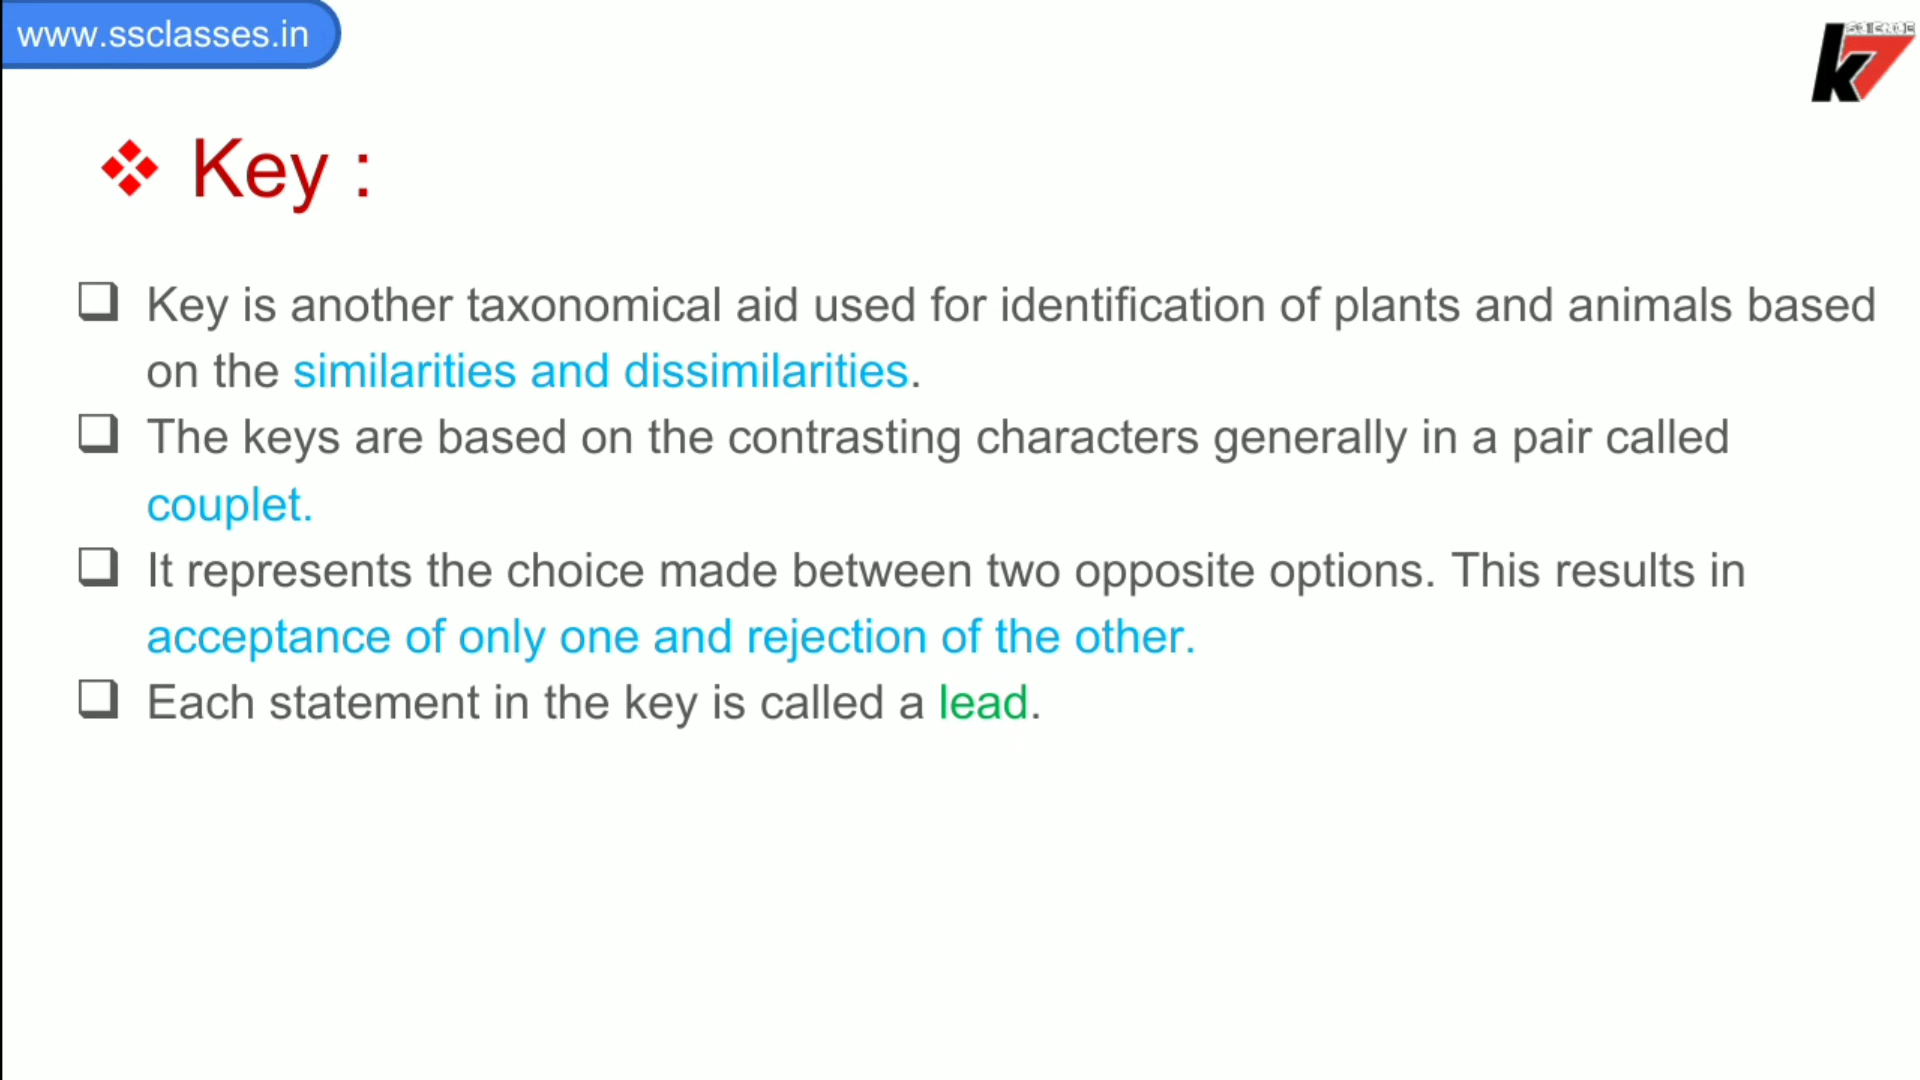 www.ssclasses.in
SCIENCE
k7
Key :
Key is another taxonomical aid used for identification of plants and animals based
on the similarities and dissimilarities.
The keys are based on the contrasting characters generally in a pair called
couplet.
It represents the choice made between two opposite options. This results in
acceptance of only one and rejection of the other.
Each statement in the key is called a lead.